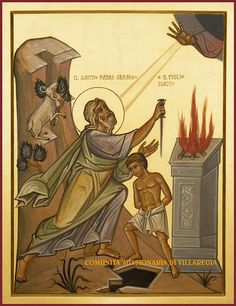 IL SANTO PADRE ABRAMO
E IL FIGLIO
ISACCO
COMUNITÀ MISSIONARIA DI VILLAREGIA